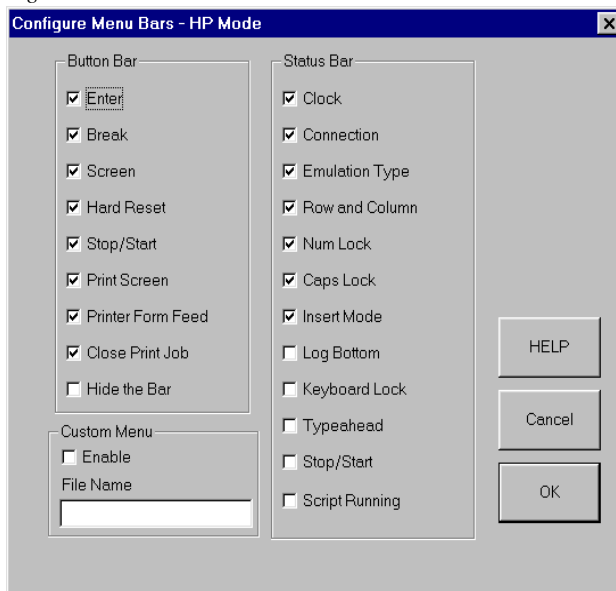 Configure Menu Bars - HP Mode
Button Bar
Enter
Break
Screen
Hard Reset
Stop/Start
Print Screen
Printer Form Feed
Close Print Job
Hide the Bar
Custom Menu
Enable
File Name
Status Bar
Clock
Connection
Emulation Type
Row and Column
Num Lock
Caps Lock
Insert Mode
Log Bottom
Keyboard Lock
Typeahead
Stop/Start
Script Running
HELP
Cancel
OK